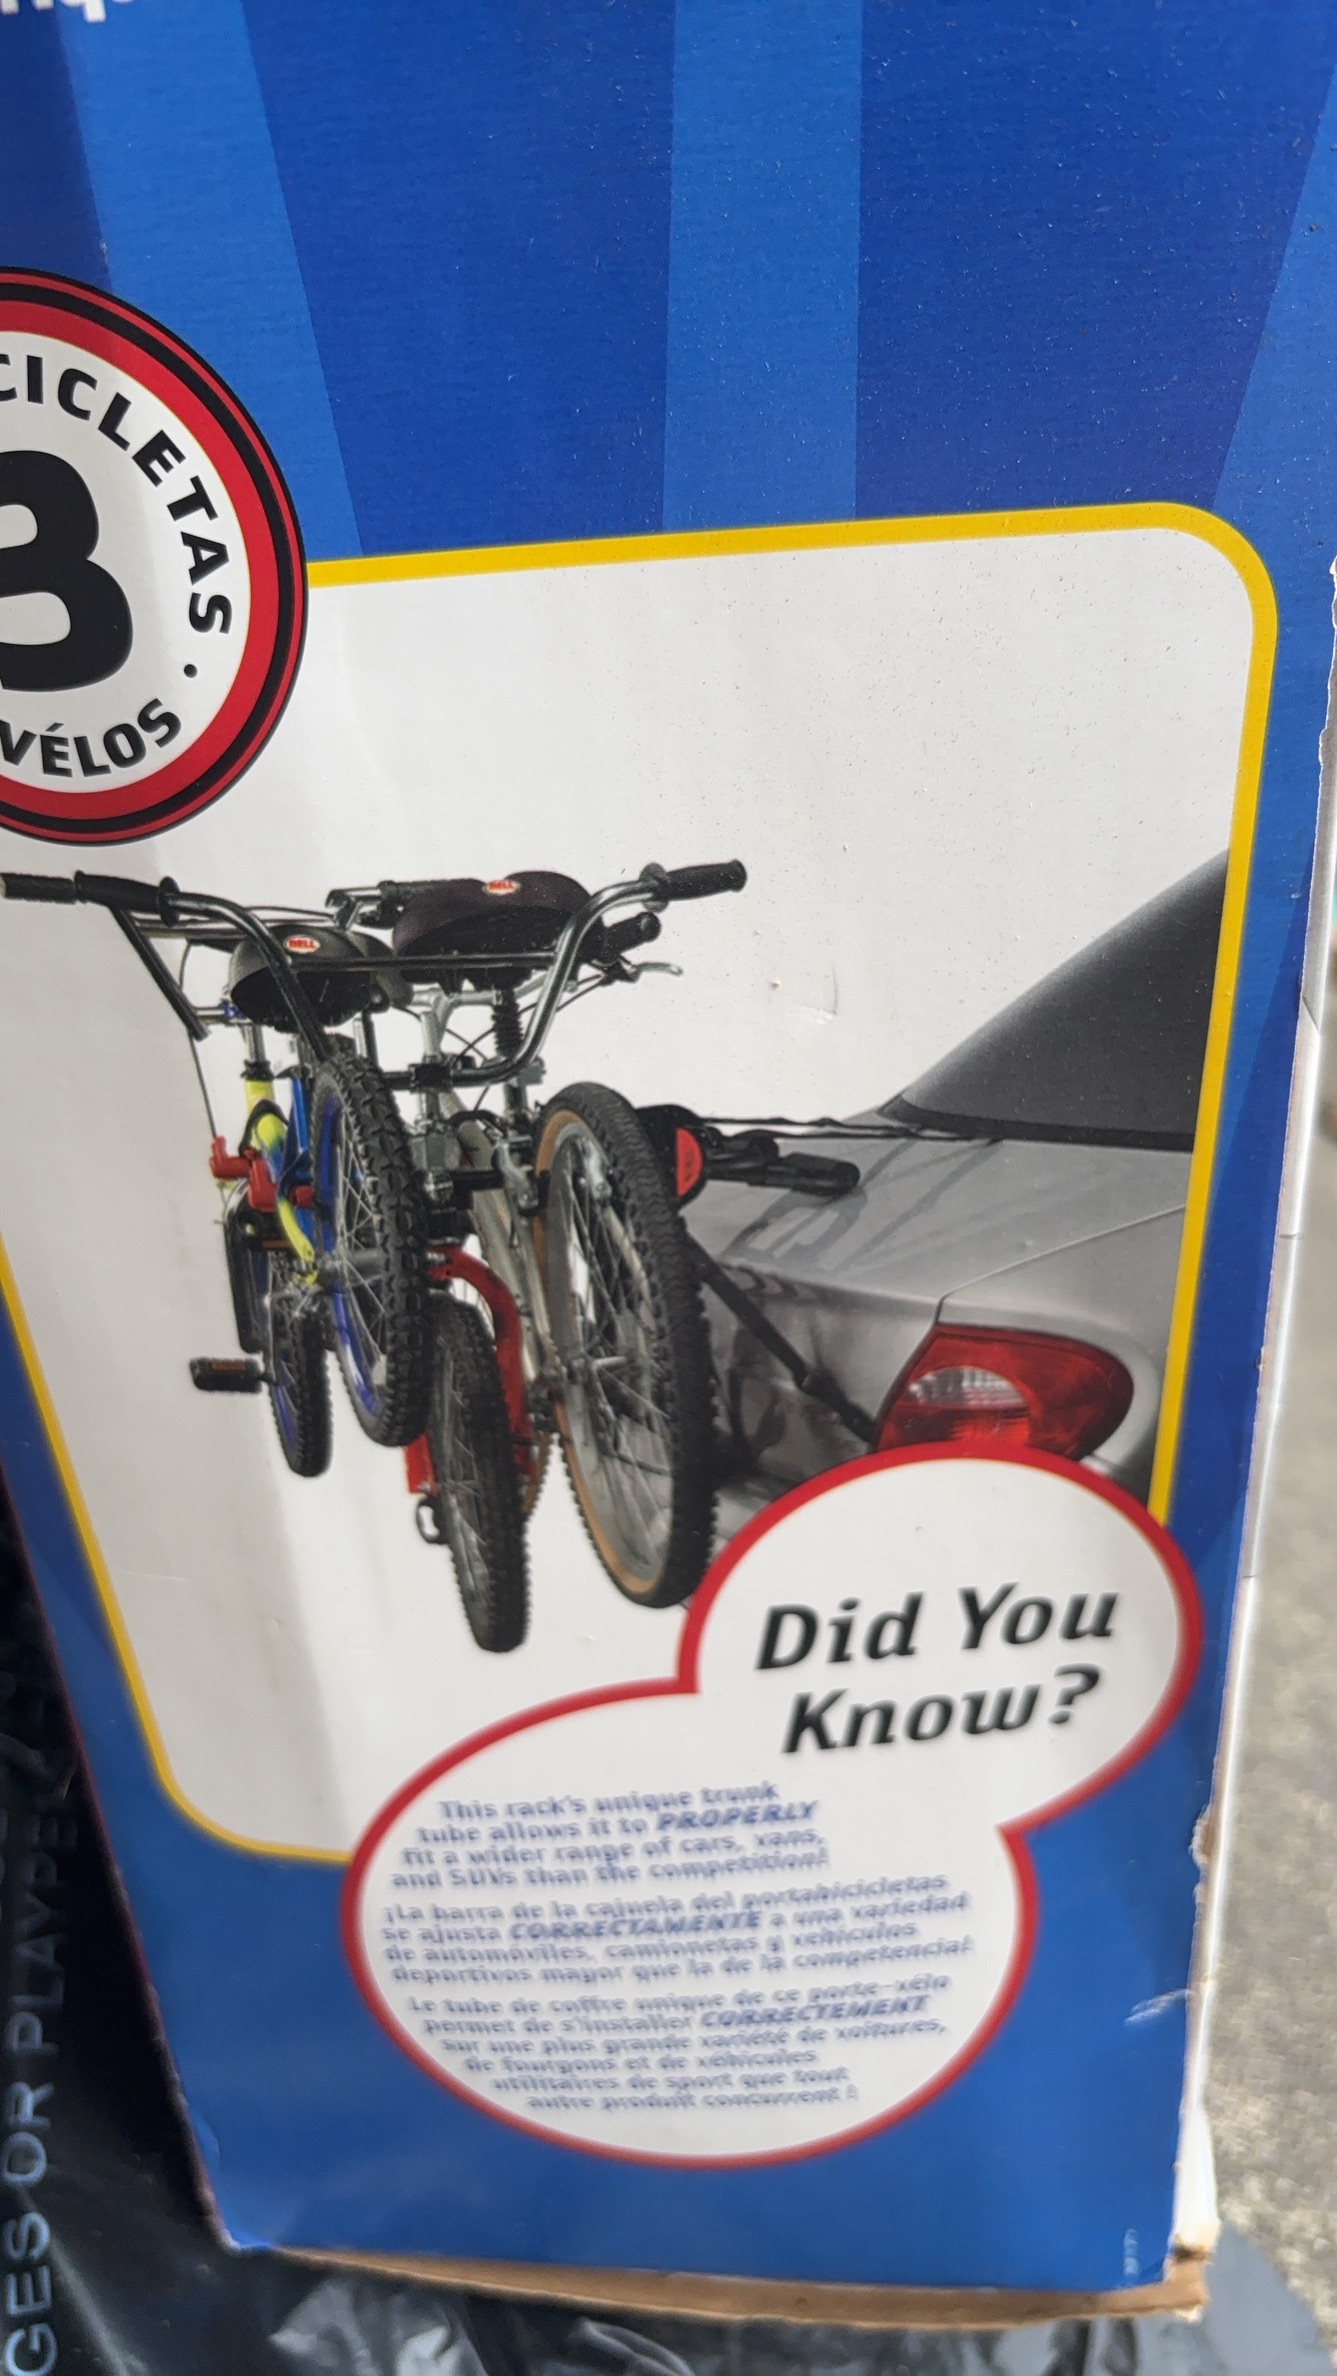 CICLETAS ·
3
VÉLOS
BELL
BELL
Did You
Know?
This rack's unique trunk
tube allows it to PROPERLY
fit a wider range of cars, vans,
and SUVs than the competition!
¡La barra de la cajuela del portabicicletas
se ajusta CORRECTAMENTE a una variedad
de automóviles, camionetas y vehículos
deportivos mayor que la de la competencia!
Le tube de coffre unique de ce porte-vélo
permet de s'installer CORRECTEMENT
sur une plus grande variété de voitures,
de fourgons et de véhicules
utilitaires de sport que tout
autre produit concurrent !
GES OR PLAYPE